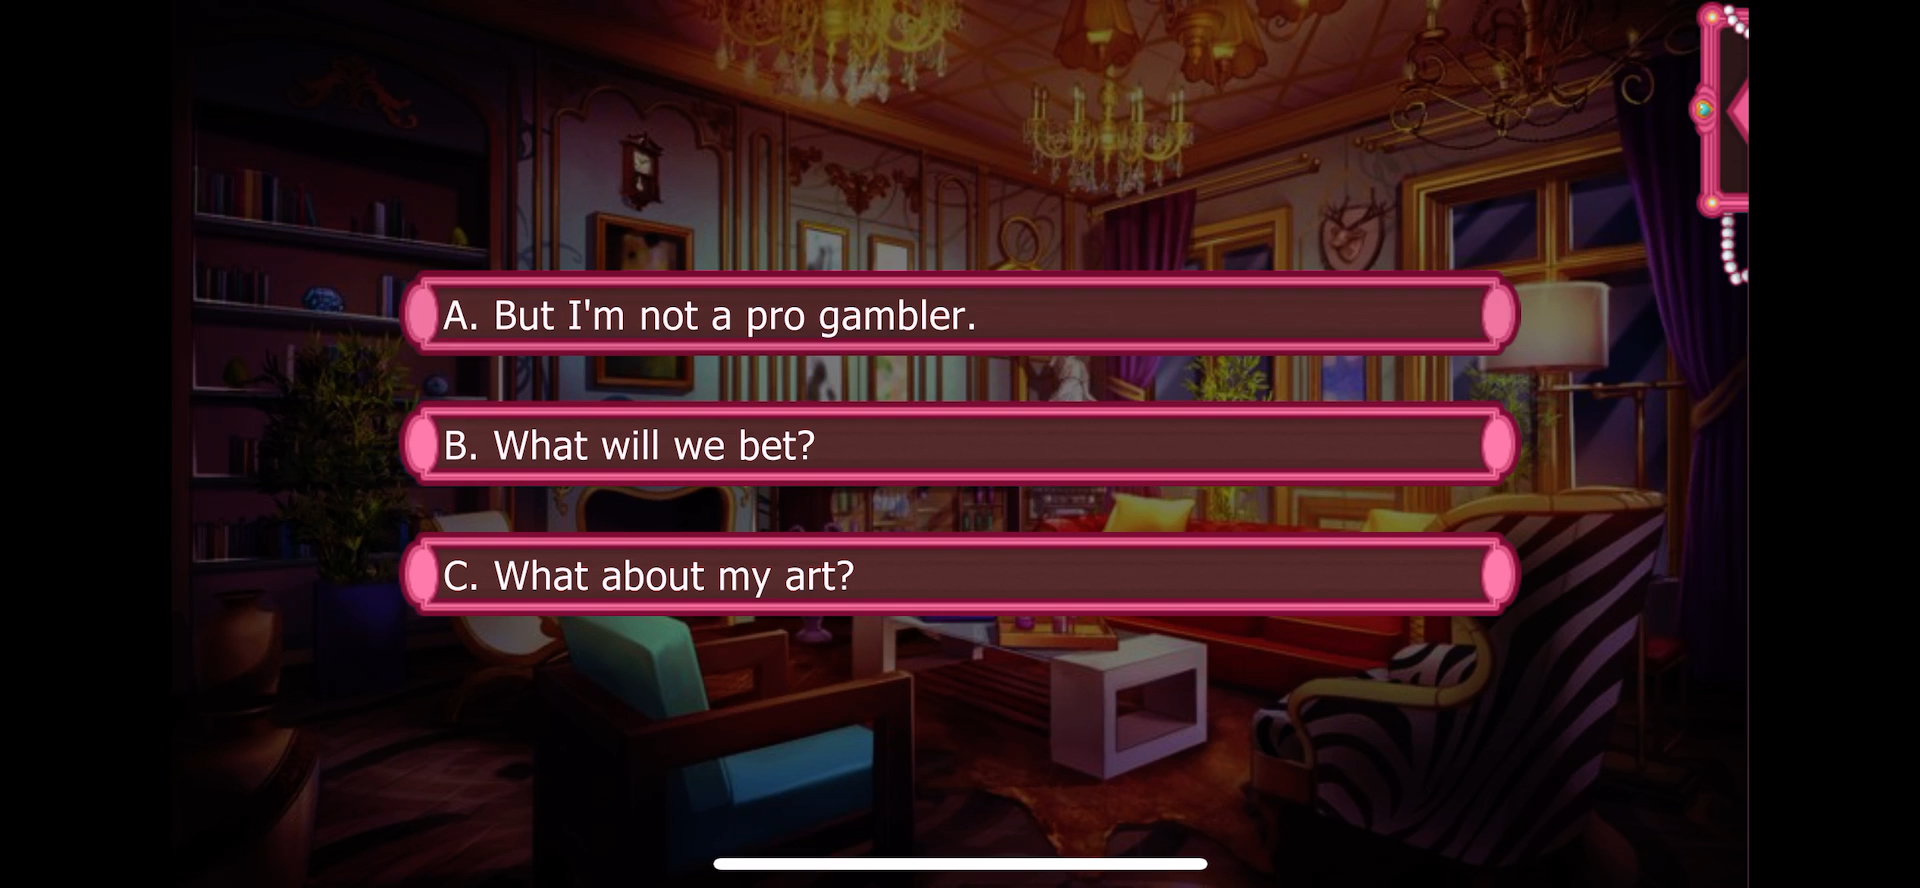 A. But I'm not a pro gambler.
B. What will we bet?
C. What about my art?